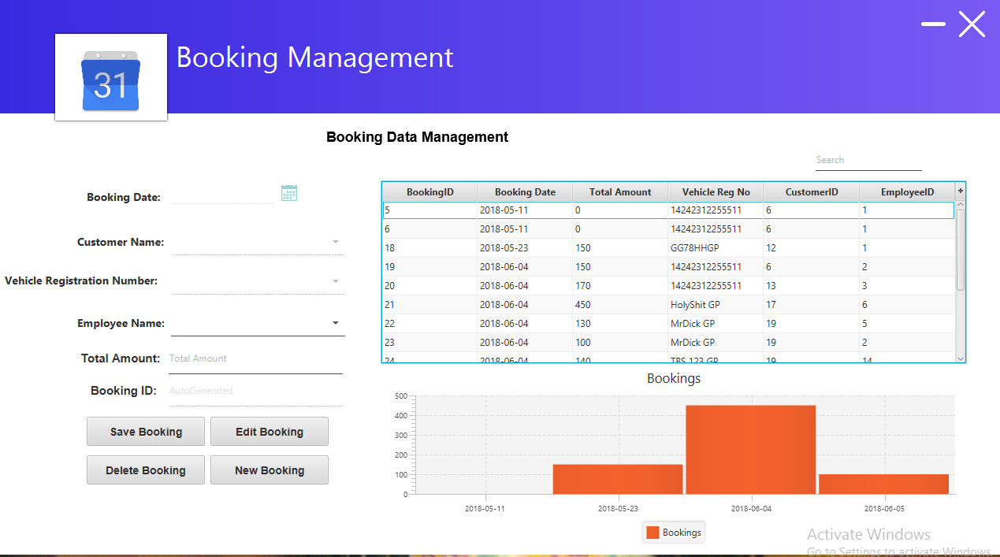 31
Booking Management
Booking Data Management
Search
Booking Date:
Customer Name:
Vehicle Registration Number:
Employee Name:
Total Amount: Total Amount
Booking ID: AutoGenerated
Save Booking Edit Booking
Delete Booking New Booking
BookingID Booking Date Total Amount Vehicle Reg No CustomerID EmployeeID +
5 2018-05-11 0 14242312255511 6 1
6 2018-05-11 0 14242312255511 6 1
18 2018-05-23 150 GG78HHGP 12 1
19 2018-06-04 150 14242312255511 6 2
20 2018-06-04 170 14242312255511 13 3
21 2018-06-04 450 HolyShit GP 17 6
22 2018-06-04 130 MrDick GP 19 5
23 2018-06-04 100 MrDick GP 19 2
24 2018-06-04 140 TBS 123 GP 19 14
Bookings
500
400
300
200
100
0
2018-05-11 2018-05-23 2018-06-04 2018-06-05
Bookings
Activate Windows
Go to Settings to activate Windows.